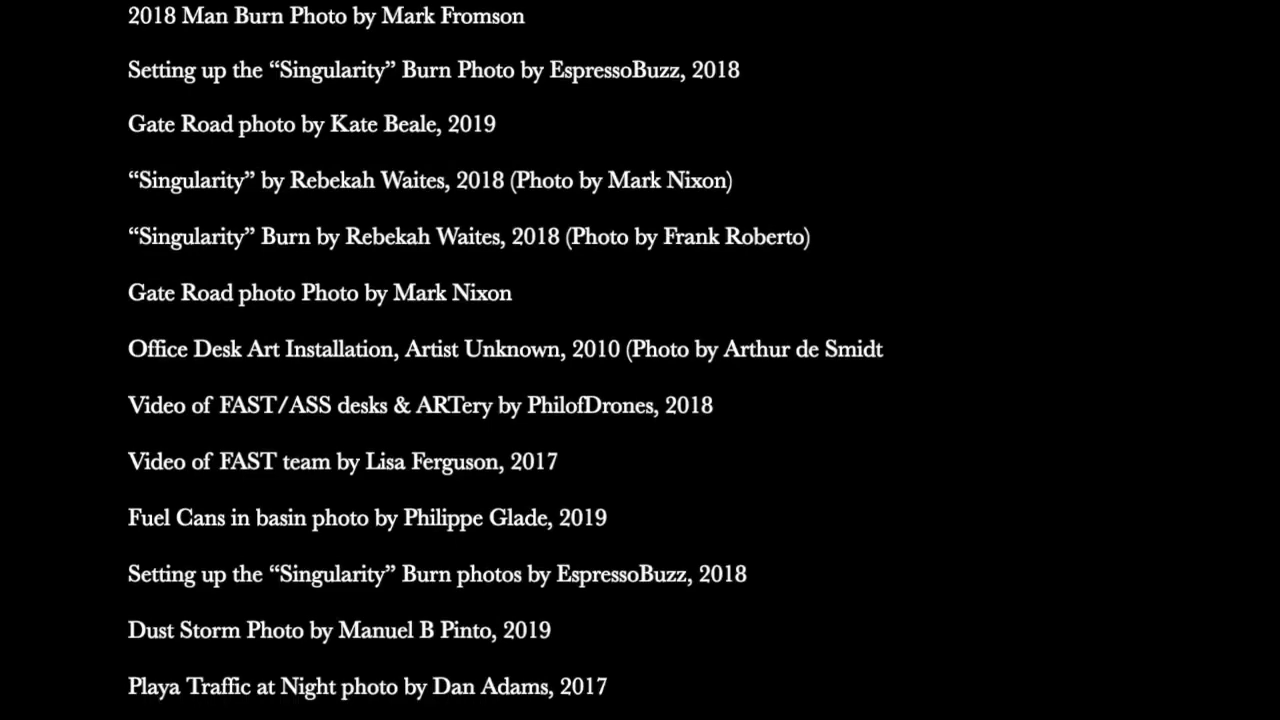 2018 Man Burn Photo by Mark Fromson
Setting up the “Singularity” Burn Photo by EspressoBuzz, 2018
Gate Road photo by Kate Beale, 2019
“Singularity” by Rebekah Waites, 2018 (Photo by Mark Nixon)
“Singularity” Burn by Rebekah Waites, 2018 (Photo by Frank Roberto)
Gate Road photo Photo by Mark Nixon
Office Desk Art Installation, Artist Unknown, 2010 (Photo by Arthur de Smidt
Video of FAST/ASS desks & ARTery by PhilofDrones, 2018
Video of FAST team by Lisa Ferguson, 2017
Fuel Cans in basin photo by Philippe Glade, 2019
Setting up the “Singularity” Burn photos by EspressoBuzz, 2018
Dust Storm Photo by Manuel B Pinto, 2019
Playa Traffic at Night photo by Dan Adams, 2017